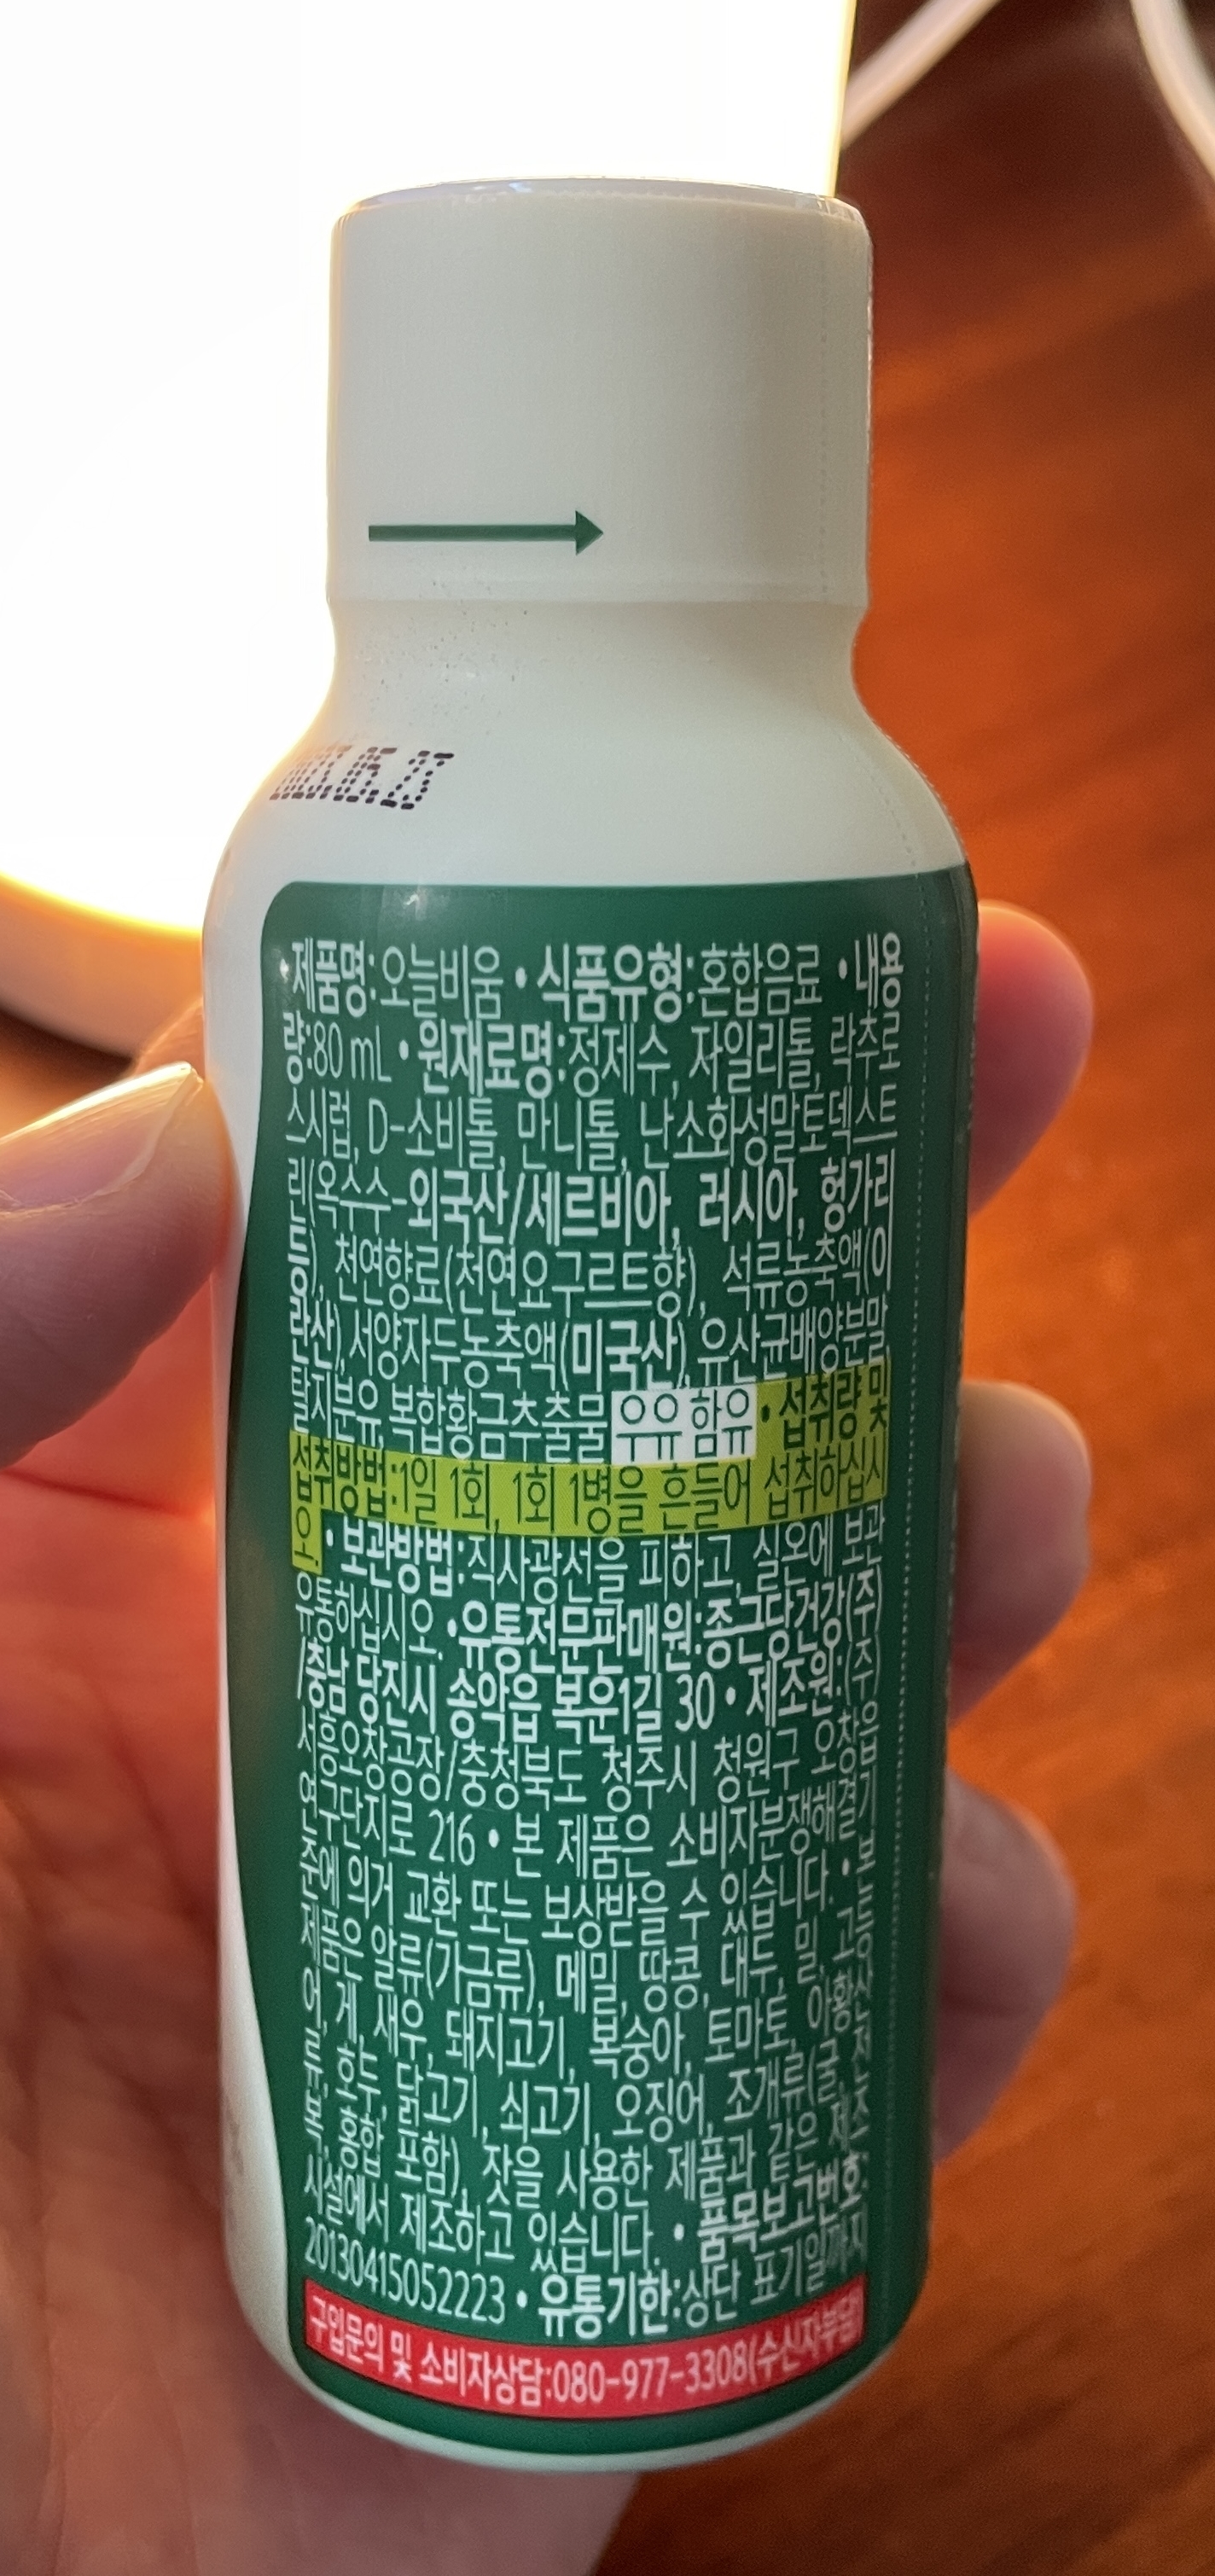 2023.05.23
•제품명:오늘비움 •식품유형:혼합음료 •내용
량:80 mL •원재료명:정제수, 자일리톨, 락추로
스시럽, D-소비톨, 만니톨, 난소화성말토덱스트
린(옥수수-외국산/세르비아, 러시아, 헝가리
등), 천연향료(천연요구르트향), 석류농축액(이
란산),서양자두농축액(미국산),유산균배양분말,
탈지분유,복합황금추출물 우유 함유 •섭취량 및
섭취방법:1일 1회, 1회 1병을 흔들어 섭취하십시
오. •보관방법:직사광선을 피하고, 실온에 보관
유통하십시오. •유통전문판매원:종근당건강(주)
/충남 당진시 송악읍 복운1길 30 •제조원:(주)
서흥오창공장/충청북도 청주시 청원구 오창읍
연구단지로 216 •본 제품은 소비자분쟁해결기
준에 의거 교환 또는 보상받을 수 있습니다. •본
제품은 알류(가금류), 메밀, 땅콩, 대두, 밀, 고등
어, 게, 새우, 돼지고기, 복숭아, 토마토, 아황산
류, 호두, 닭고기, 쇠고기, 오징어, 조개류(굴, 전
복, 홍합 포함), 잣을 사용한 제품과 같은 제조
시설에서 제조하고 있습니다. •품목보고번호:
20130415052223 •유통기한:상단 표기일까지
구입문의 및 소비자상담:080-977-3308(수신자부담)